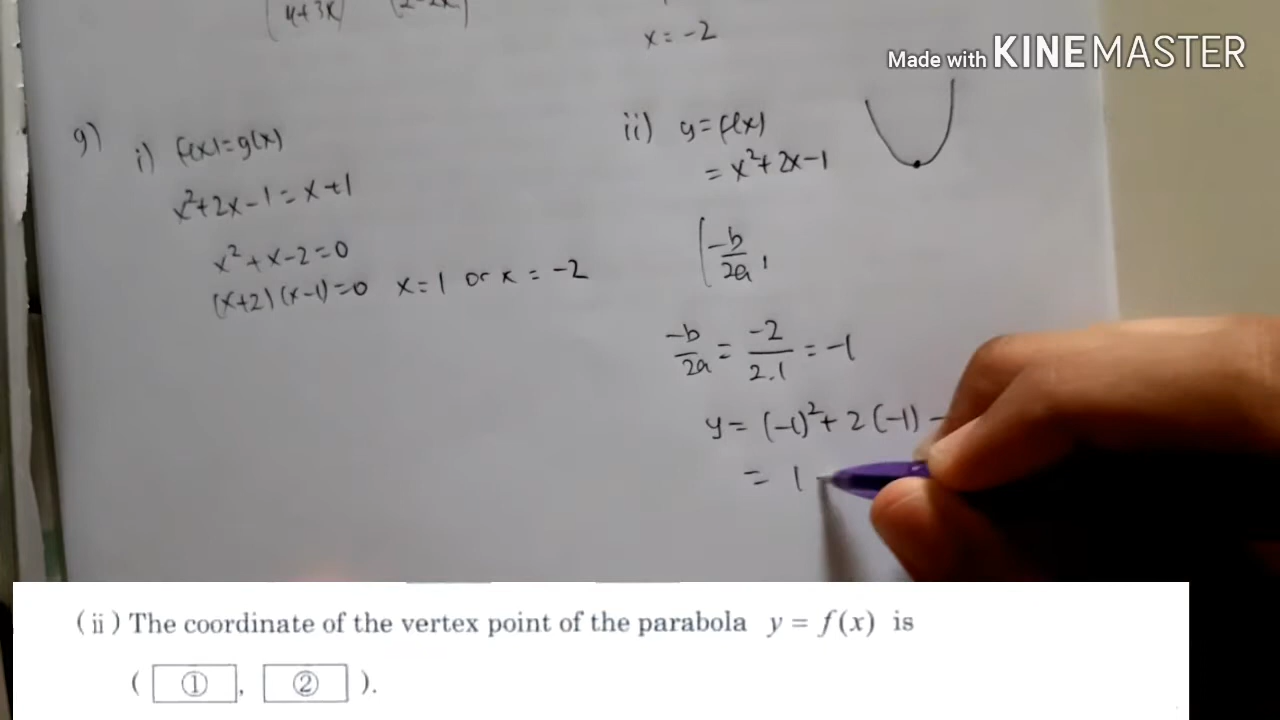 4+3x
x = -2
Made with KINEMASTER
9) i) f(x)=g(x)
x²+2x-1=x+1
x²+x-2=0
(x+2)(x-1)=0 x=1 or x=-2
ii) y=f(x)
= x²+2x-1
(-b/2a,
-b/2a = -2/2.1 = -1
y= (-1)²+ 2(-1) -
= 1 -
(ii) The coordinate of the vertex point of the parabola y = f(x) is
( ① , ② ).